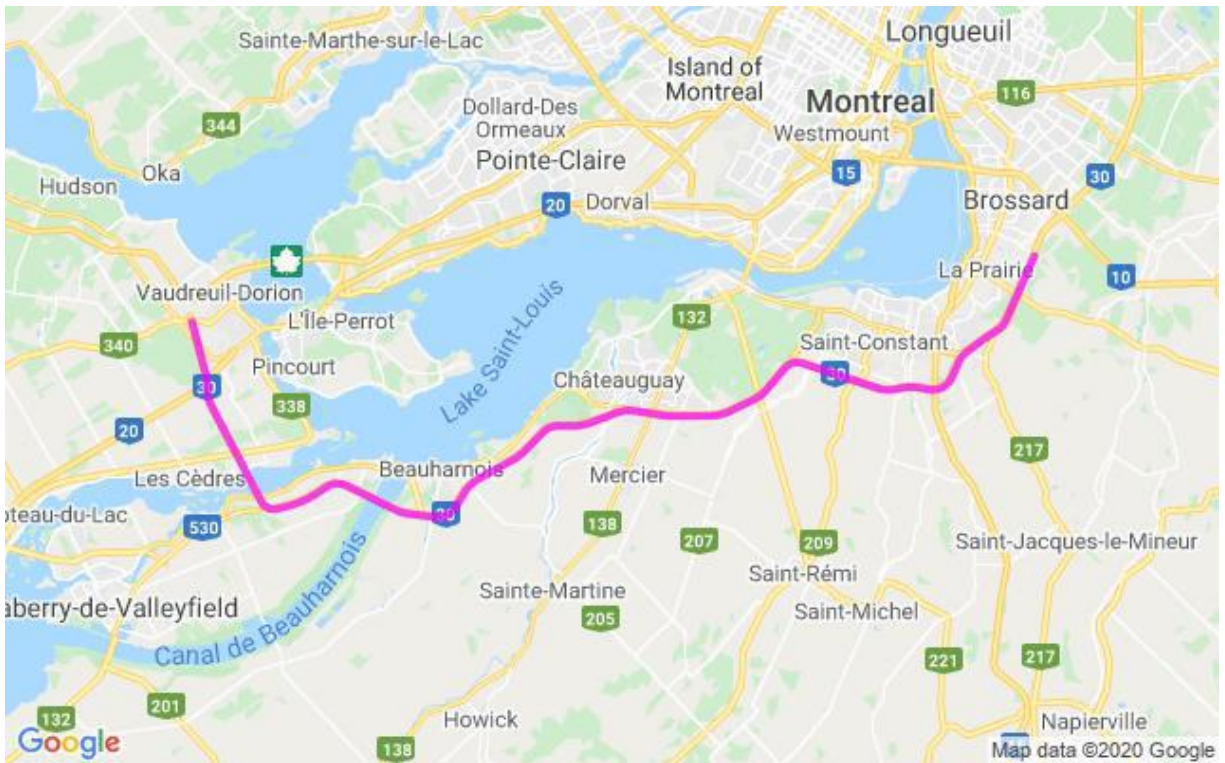 Longueuil
Sainte-Marthe-sur-le-Lac
Island of
Montreal
Montreal
116
Dollard-Des
Ormeaux
344
Westmount
Pointe-Claire
Oka
15
30
Hudson
20
Dorval
Brossard
La Prairie
10
Vaudreuil-Dorion
L'Île-Perrot
132
340
Saint-Constant
Pincourt
Lake Saint-Louis
Châteauguay
30
30
338
20
217
Les Cèdres
Beauharnois
Mercier
oteau-du-Lac
530
30
138
207
209
Saint-Jacques-le-Mineur
Saint-Rémi
Sainte-Martine
aberry-de-Valleyfield
Saint-Michel
205
Canal de Beauharnois
221
217
201
132
Howick
Napierville
138
Google
Map data ©2020 Google